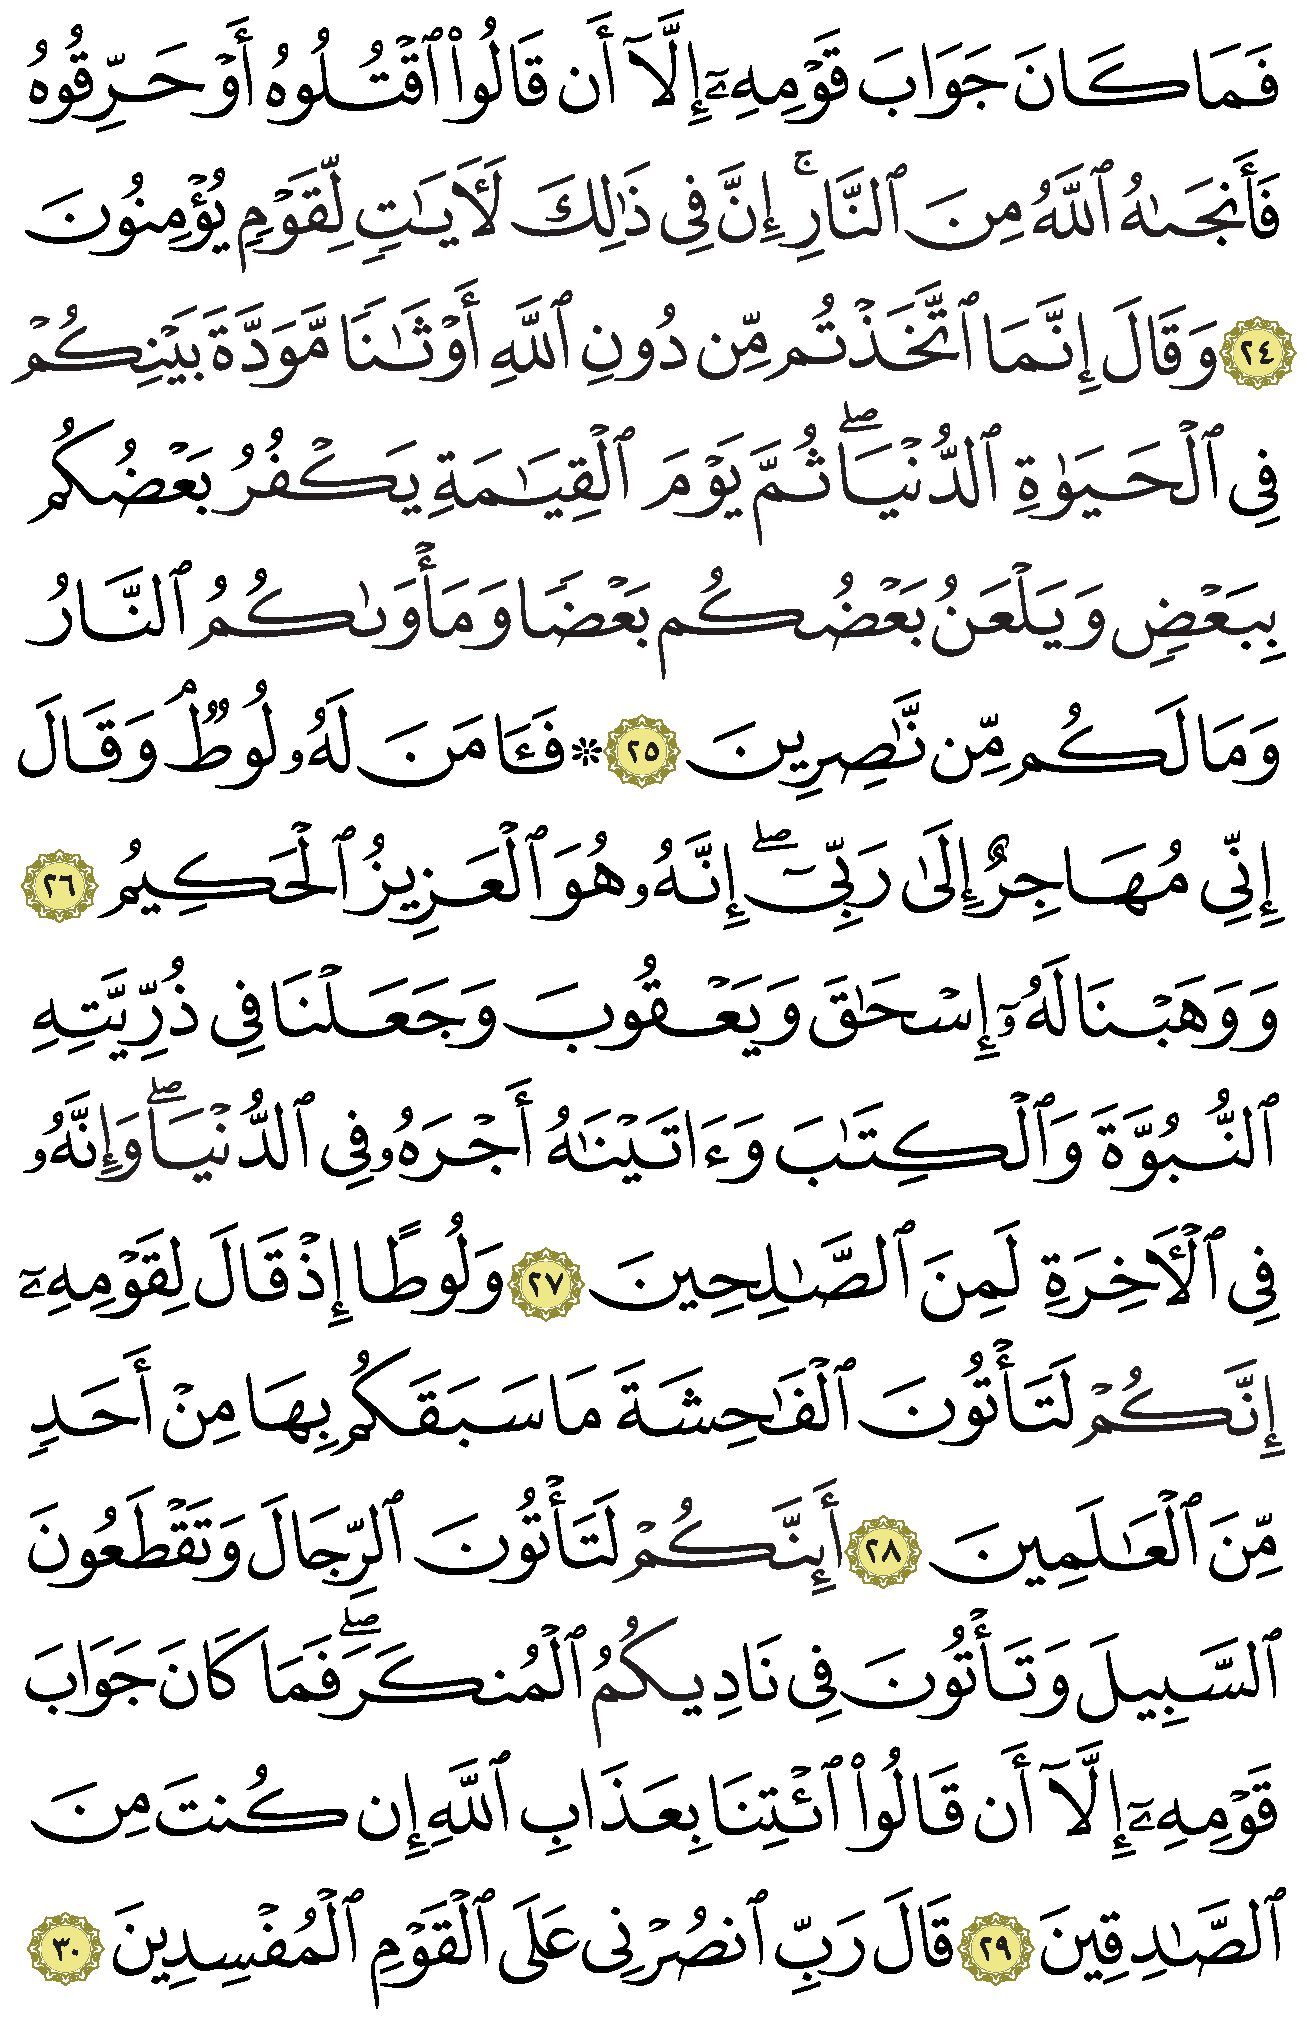 فَمَا كَانَ جَوَابَ قَوْمِهِۦٓ إِلَّآ أَن قَالُوا۟ ٱقْتُلُوهُ أَوْ حَرِّقُوهُ
فَأَنجَىٰهُ ٱللَّهُ مِنَ ٱلنَّارِ ۚ إِنَّ فِى ذَٰلِكَ لَـَٔايَـٰتٍ لِّقَوْمٍ يُؤْمِنُونَ
٢٤ وَقَالَ إِنَّمَا ٱتَّخَذْتُم مِّن دُونِ ٱللَّهِ أَوْثَـٰنًا مَّوَدَّةَ بَيْنِكُمْ
فِى ٱلْحَيَوٰةِ ٱلدُّنْيَا ۖ ثُمَّ يَوْمَ ٱلْقِيَـٰمَةِ يَكْفُرُ بَعْضُكُم
بِبَعْضٍ وَيَلْعَنُ بَعْضُكُم بَعْضًا وَمَأْوَىٰكُمُ ٱلنَّارُ
وَمَا لَكُم مِّن نَّـٰصِرِينَ ٢٥ ۞ فَـَٔامَنَ لَهُۥ لُوطٌ ۘ وَقَالَ
إِنِّى مُهَاجِرٌ إِلَىٰ رَبِّىٓ ۖ إِنَّهُۥ هُوَ ٱلْعَزِيزُ ٱلْحَكِيمُ ٢٦
وَوَهَبْنَا لَهُۥٓ إِسْحَـٰقَ وَيَعْقُوبَ وَجَعَلْنَا فِى ذُرِّيَّتِهِ
ٱلنُّبُوَّةَ وَٱلْكِتَـٰبَ وَءَاتَيْنَـٰهُ أَجْرَهُۥ فِى ٱلدُّنْيَا ۖ وَإِنَّهُۥ
فِى ٱلْـَٔاخِرَةِ لَمِنَ ٱلصَّـٰلِحِينَ ٢٧ وَلُوطًا إِذْ قَالَ لِقَوْمِهِۦٓ
إِنَّكُمْ لَتَأْتُونَ ٱلْفَـٰحِشَةَ مَا سَبَقَكُم بِهَا مِنْ أَحَدٍ
مِّنَ ٱلْعَـٰلَمِينَ ٢٨ أَئِنَّكُمْ لَتَأْتُونَ ٱلرِّجَالَ وَتَقْطَعُونَ
ٱلسَّبِيلَ وَتَأْتُونَ فِى نَادِيكُمُ ٱلْمُنكَرَ ۖ فَمَا كَانَ جَوَابَ
قَوْمِهِۦٓ إِلَّآ أَن قَالُوا۟ ٱئْتِنَا بِعَذَابِ ٱللَّهِ إِن كُنتَ مِنَ
ٱلصَّـٰدِقِينَ ٢٩ قَالَ رَبِّ ٱنصُرْنِى عَلَى ٱلْقَوْمِ ٱلْمُفْسِدِينَ ٣٠